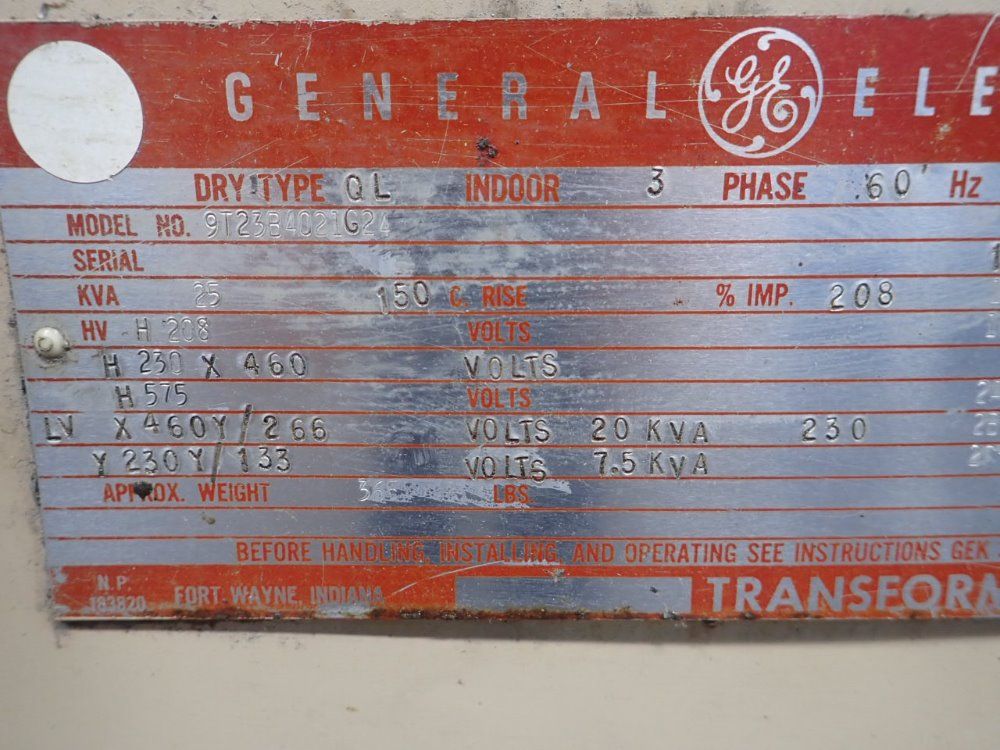 GENERAL GE ELE
DRY TYPE QL INDOOR 3 PHASE 60 Hz
MODEL NO. 9T23B4021G24
SERIAL 1
KVA 25 150 C. RISE % IMP. 208
HV H 208 VOLTS
H 230 X 460 VOLTS
H 575 VOLTS
LV X 460Y/266 VOLTS 20 KVA 230
Y 230Y/133 VOLTS 7.5 KVA
APPROX. WEIGHT 365 LBS.
BEFORE HANDLING, INSTALLING, AND OPERATING SEE INSTRUCTIONS GEK
N.P. 183820 FORT WAYNE, INDIANA TRANSFORM